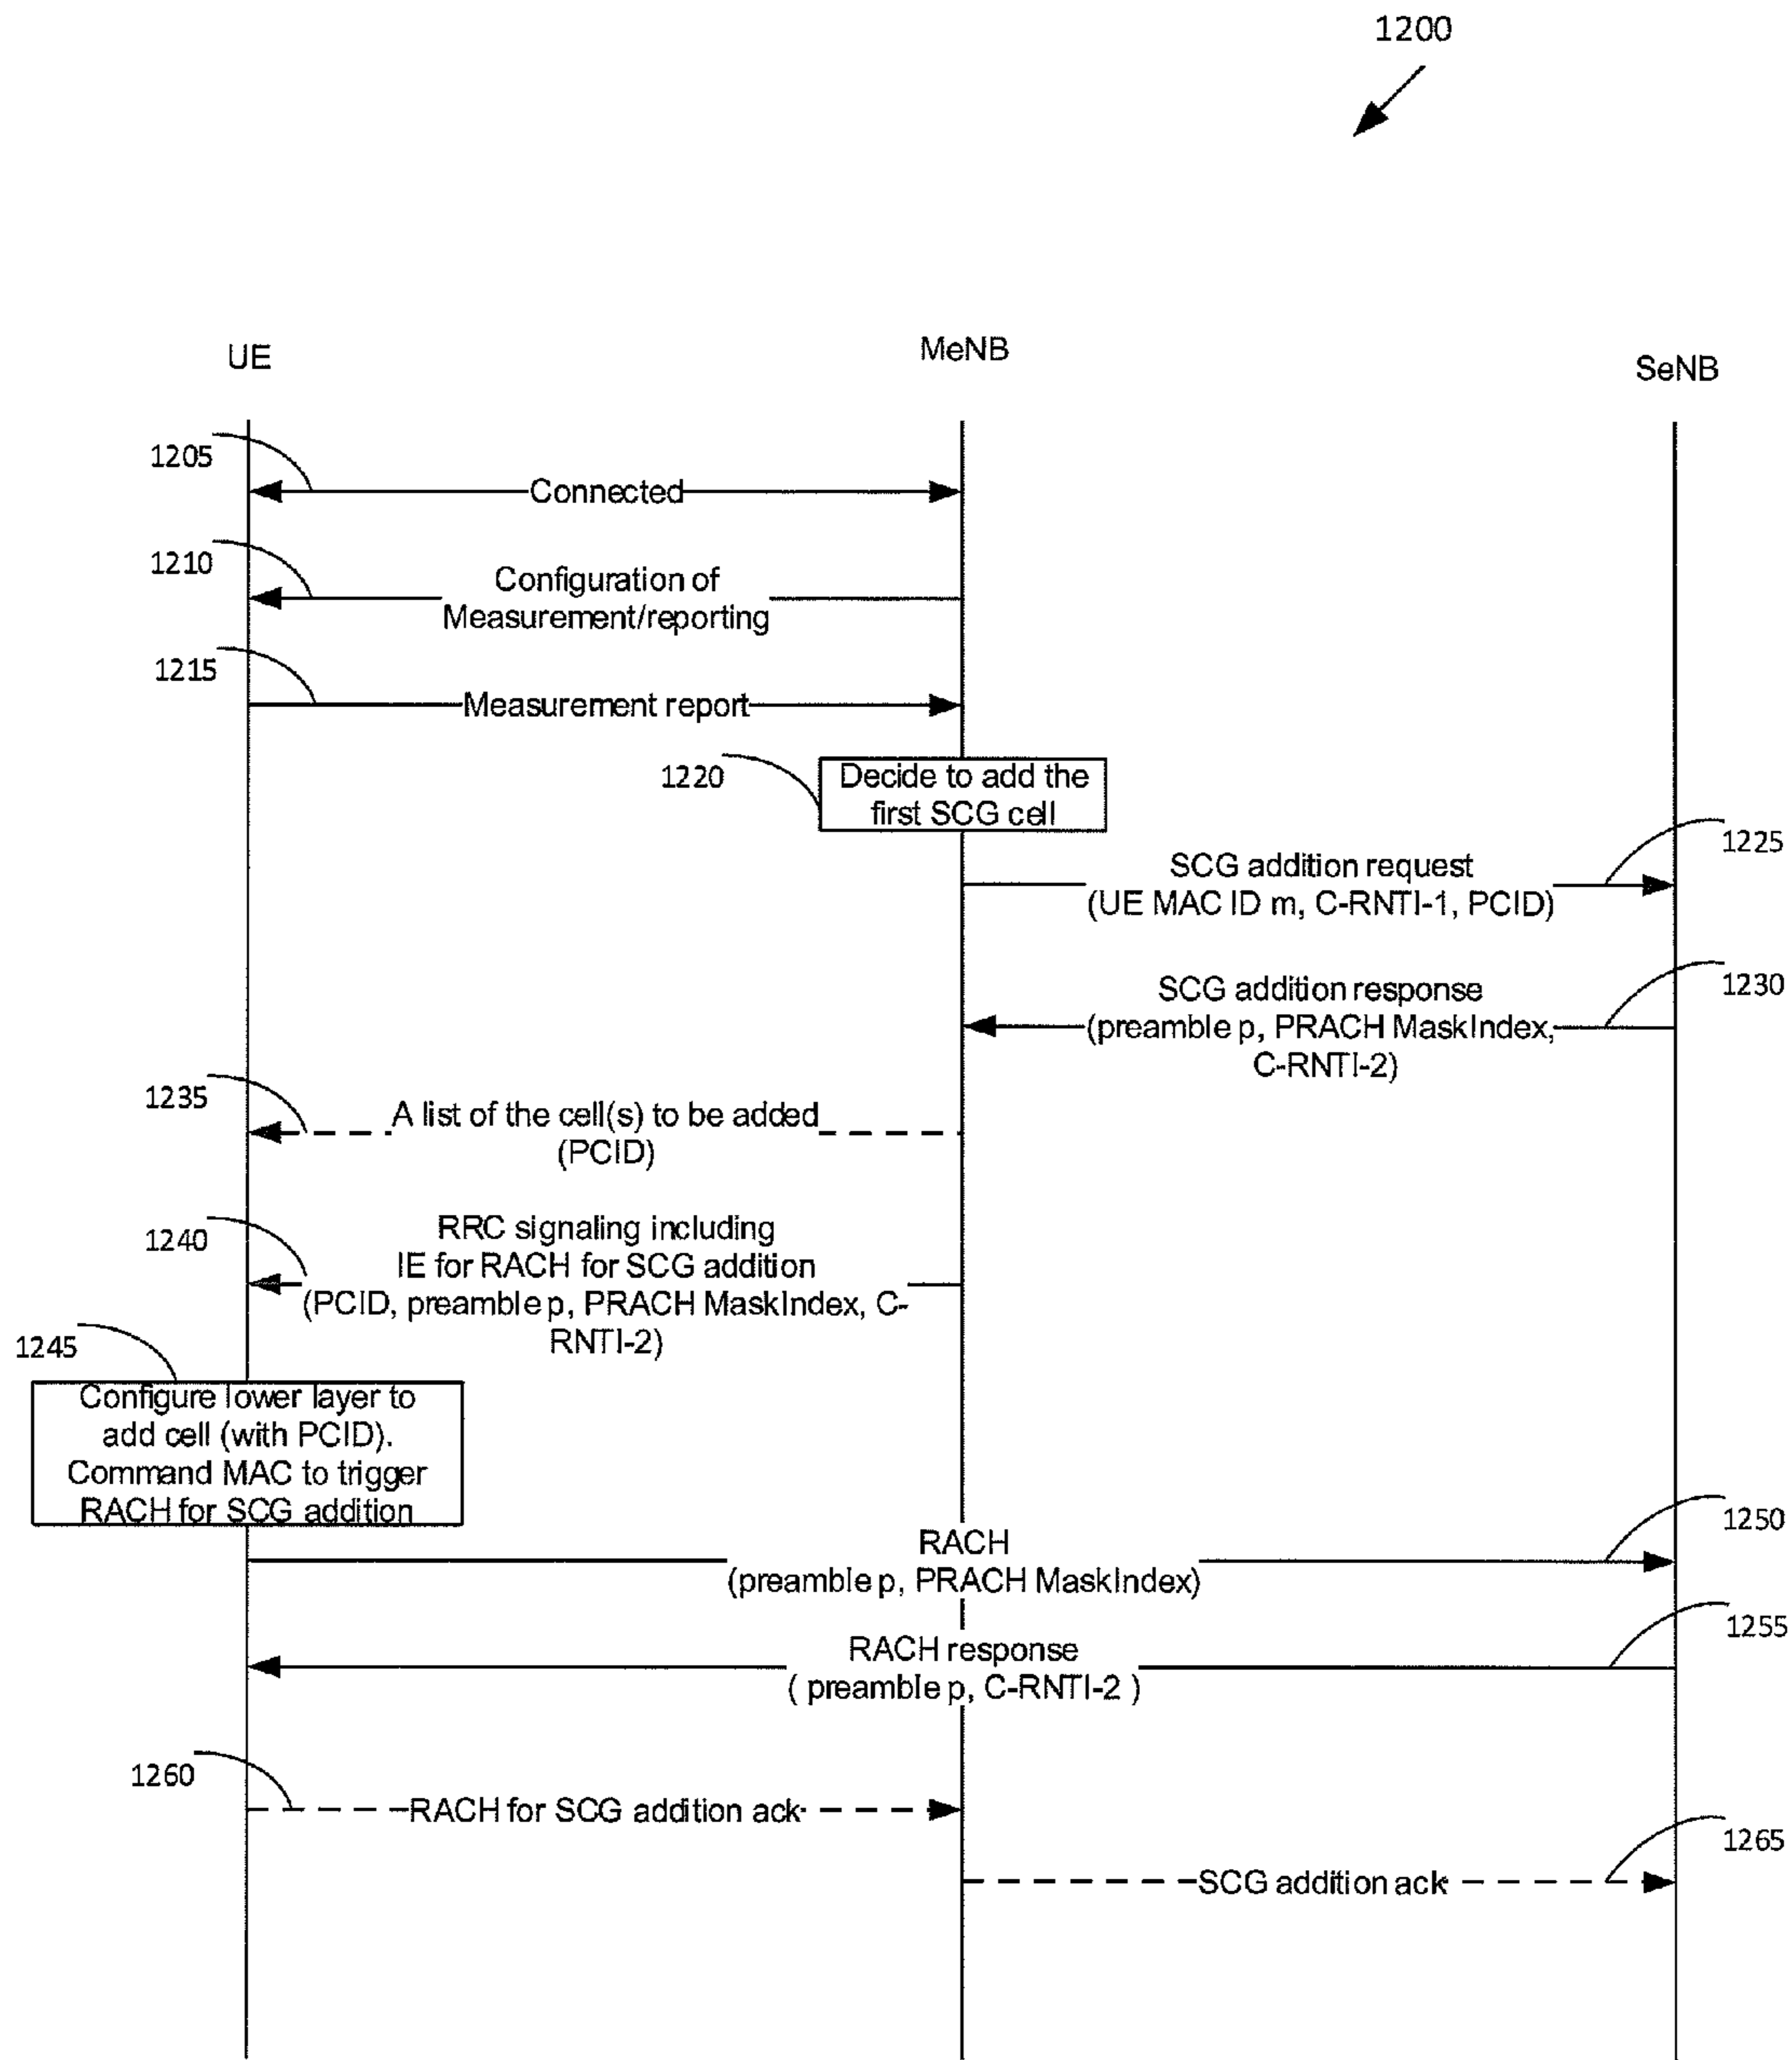 1200
UE
MeNB
SeNB
1205
Connected
1210
Configuration of
Measurement/reporting
1215
Measurement report
1220
Decide to add the
first SCG cell
1225
SCG addition request
(UE MAC ID m, C-RNTI-1, PCID)
1230
SCG addition response
(preamble p, PRACH MaskIndex,
C-RNTI-2)
1235
A list of the cell(s) to be added
(PCID)
1240
RRC signaling including
IE for RACH for SCG addition
(PCID, preamble p, PRACH MaskIndex, C-
RNTI-2)
1245
Configure lower layer to
add cell (with PCID).
Command MAC to trigger
RACH for SCG addition
1250
RACH
(preamble p, PRACH MaskIndex)
1255
RACH response
( preamble p, C-RNTI-2 )
1260
RACH for SCG addition ack
1265
SCG addition ack